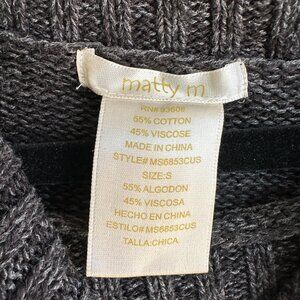 matty m
RN# 93608
55% COTTON
45% VISCOSE
MADE IN CHINA
STYLE# MS6853CUS
SIZE:S
55% ALGODON
45% VISCOSA
HECHO EN CHINA
ESTILO# MS6853CUS
TALLA:CHICA